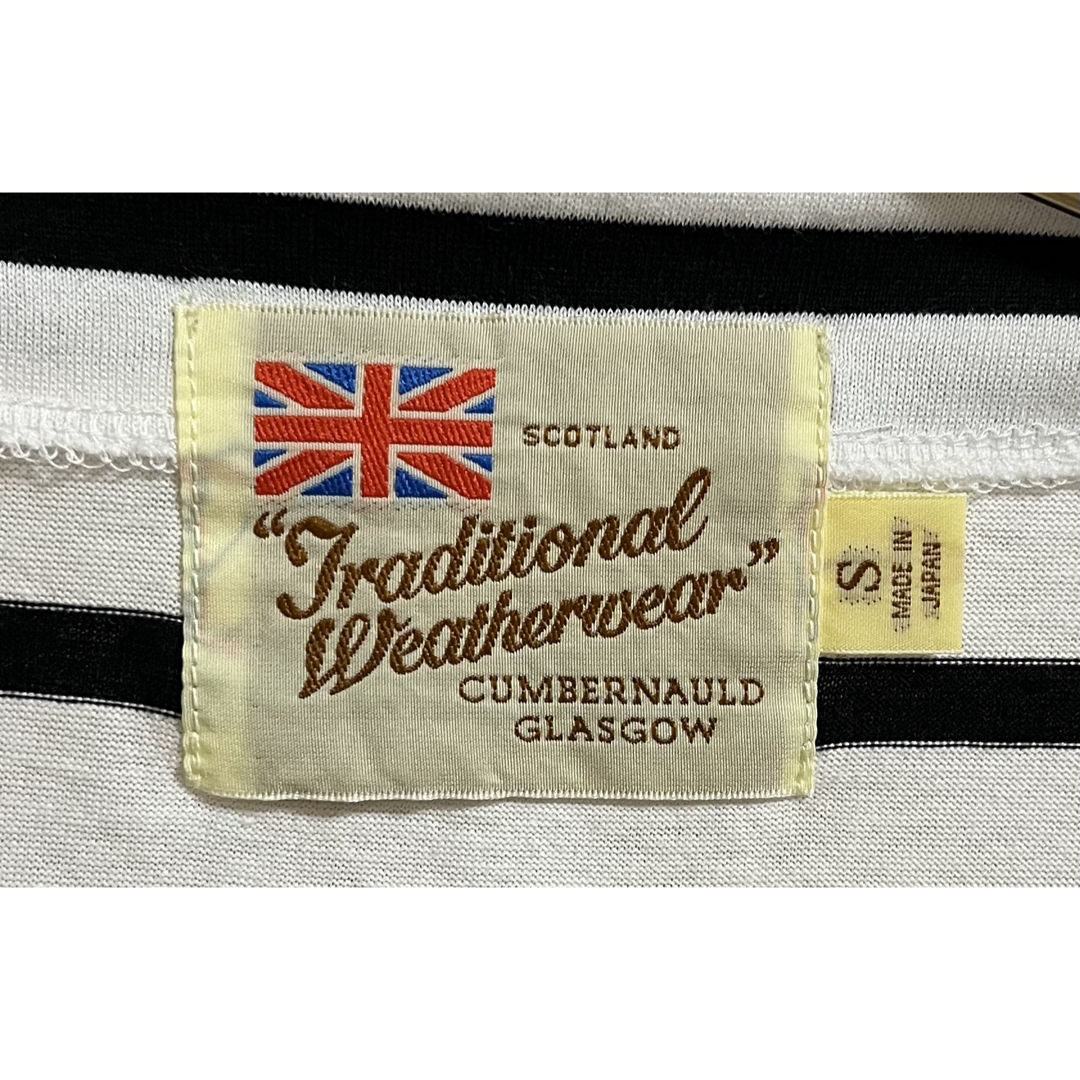 SCOTLAND
"Traditional
Weatherwear"
CUMBERNAULD
GLASGOW
S
MADE IN
JAPAN